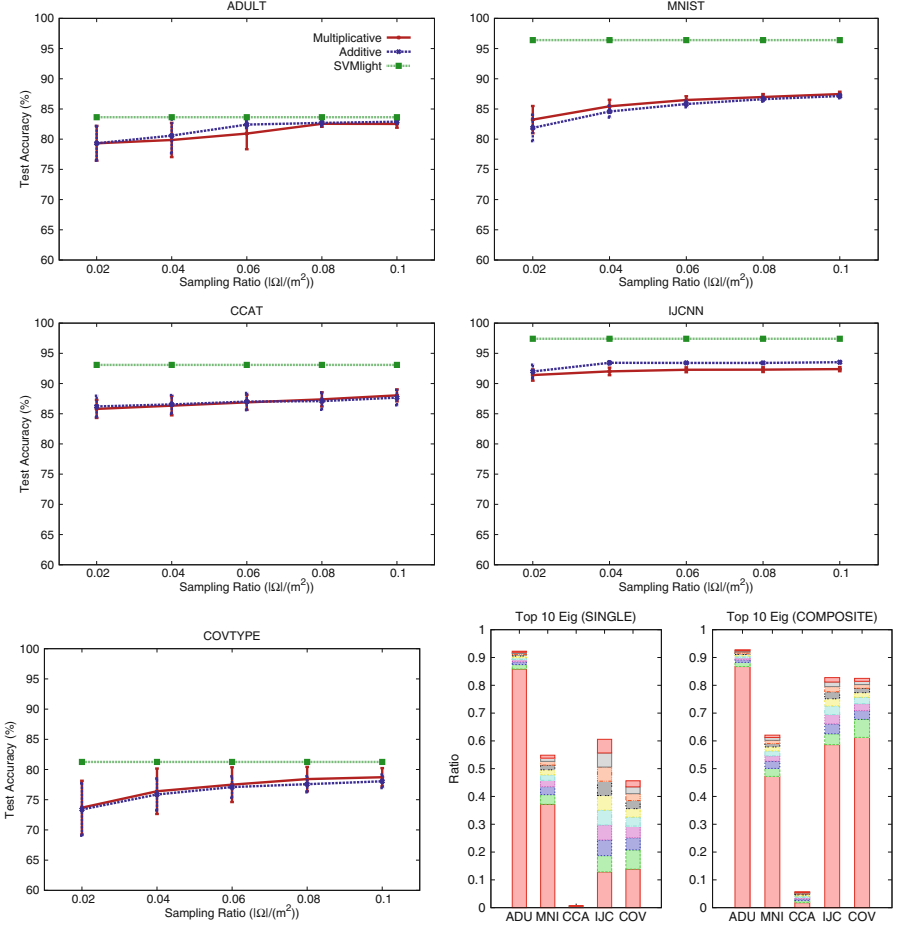 ADULT
100
95
90
85
80
75
70
65
60
Test Accuracy (%)
Multiplicative
Additive
SVMlight
0.02 0.04 0.06 0.08 0.1
Sampling Ratio (|Ω|/(m²))
MNIST
100
95
90
85
80
75
70
65
60
0.02 0.04 0.06 0.08 0.1
Sampling Ratio (|Ω|/(m²))
CCAT
100
95
90
85
80
75
70
65
60
Test Accuracy (%)
0.02 0.04 0.06 0.08 0.1
Sampling Ratio (|Ω|/(m²))
IJCNN
100
95
90
85
80
75
70
65
60
0.02 0.04 0.06 0.08 0.1
Sampling Ratio (|Ω|/(m²))
COVTYPE
100
95
90
85
80
75
70
65
60
Test Accuracy (%)
0.02 0.04 0.06 0.08 0.1
Sampling Ratio (|Ω|/(m²))
Top 10 Eig (SINGLE)
1
0.9
0.8
0.7
0.6
0.5
0.4
0.3
0.2
0.1
0
Ratio
ADU MNI CCA IJC COV
Top 10 Eig (COMPOSITE)
1
0.9
0.8
0.7
0.6
0.5
0.4
0.3
0.2
0.1
0
ADU MNI CCA IJC COV